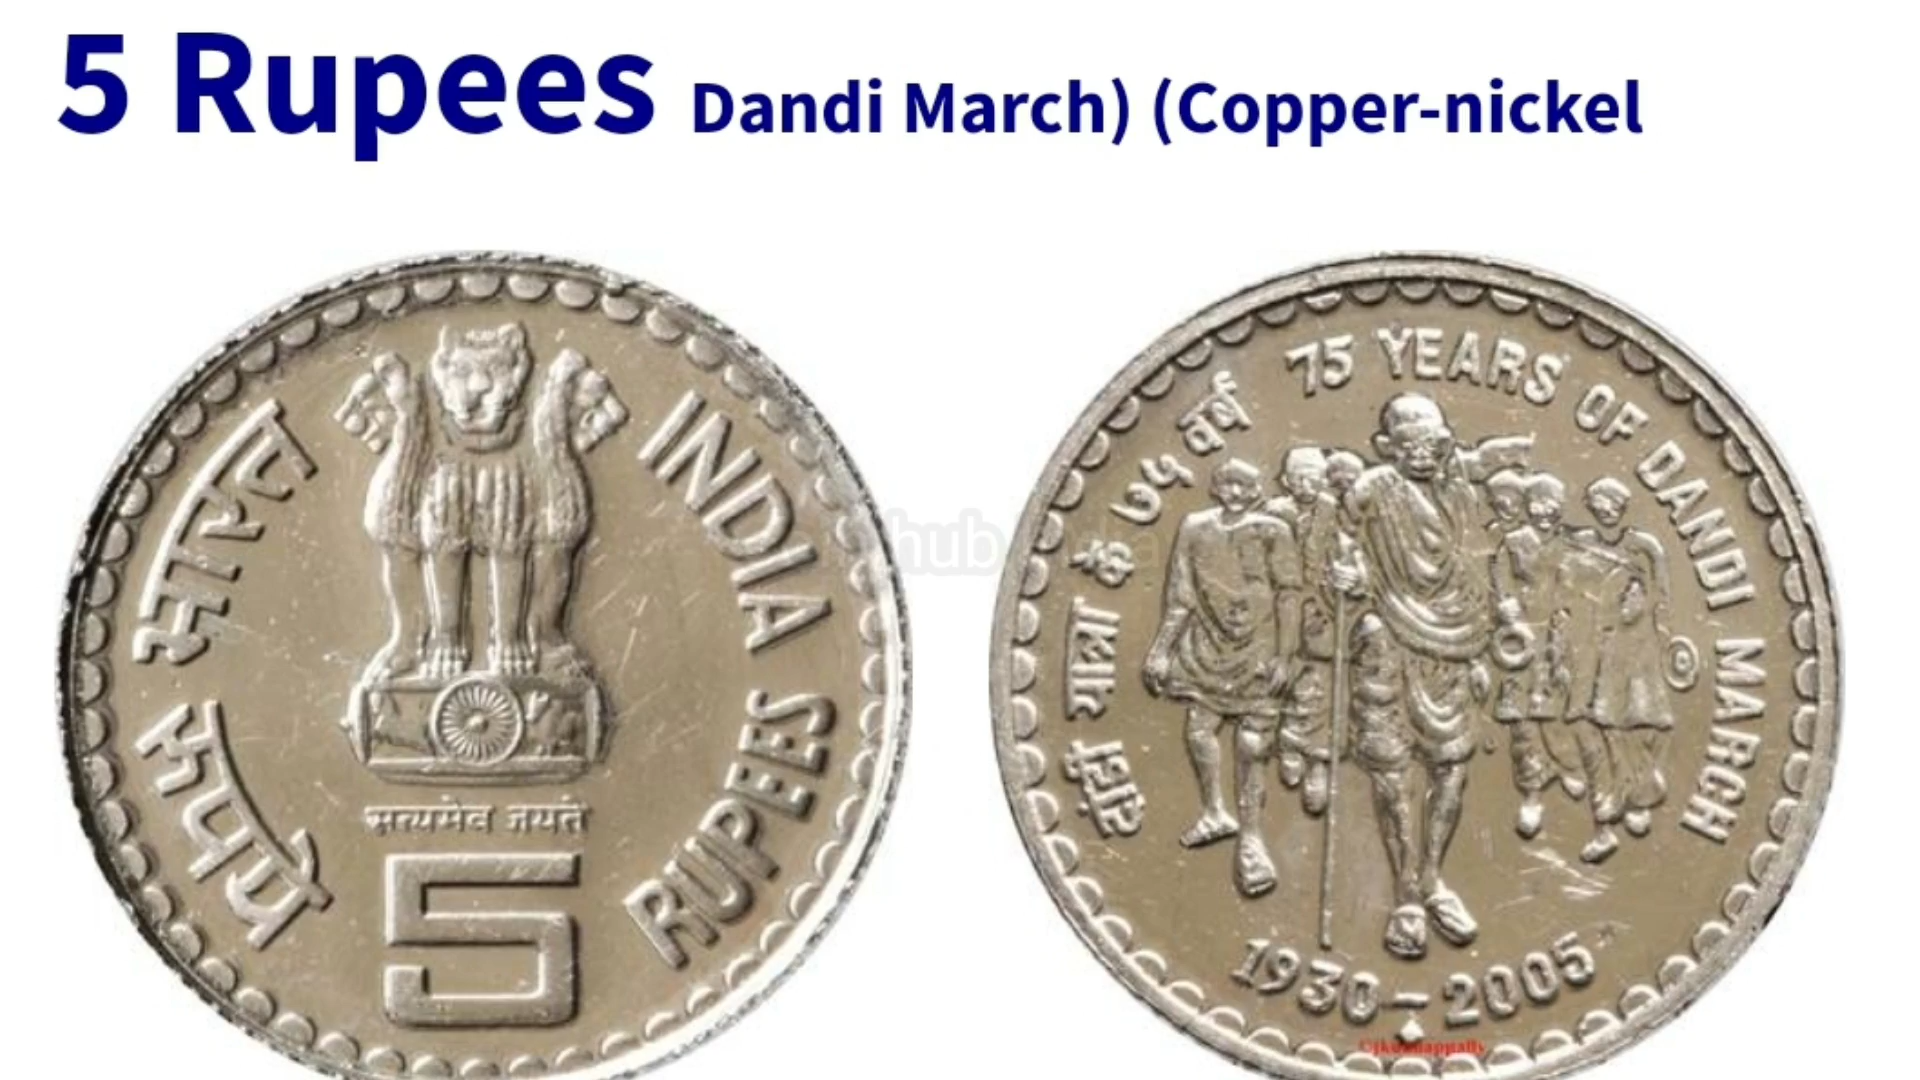 5 Rupees Dandi March) (Copper-nickel
भारत
INDIA
रुपये
RUPEES
सत्यमेव जयते
5
दांडी यात्रा के ७५ वर्ष
75 YEARS OF DANDI MARCH
1930-2005
hub